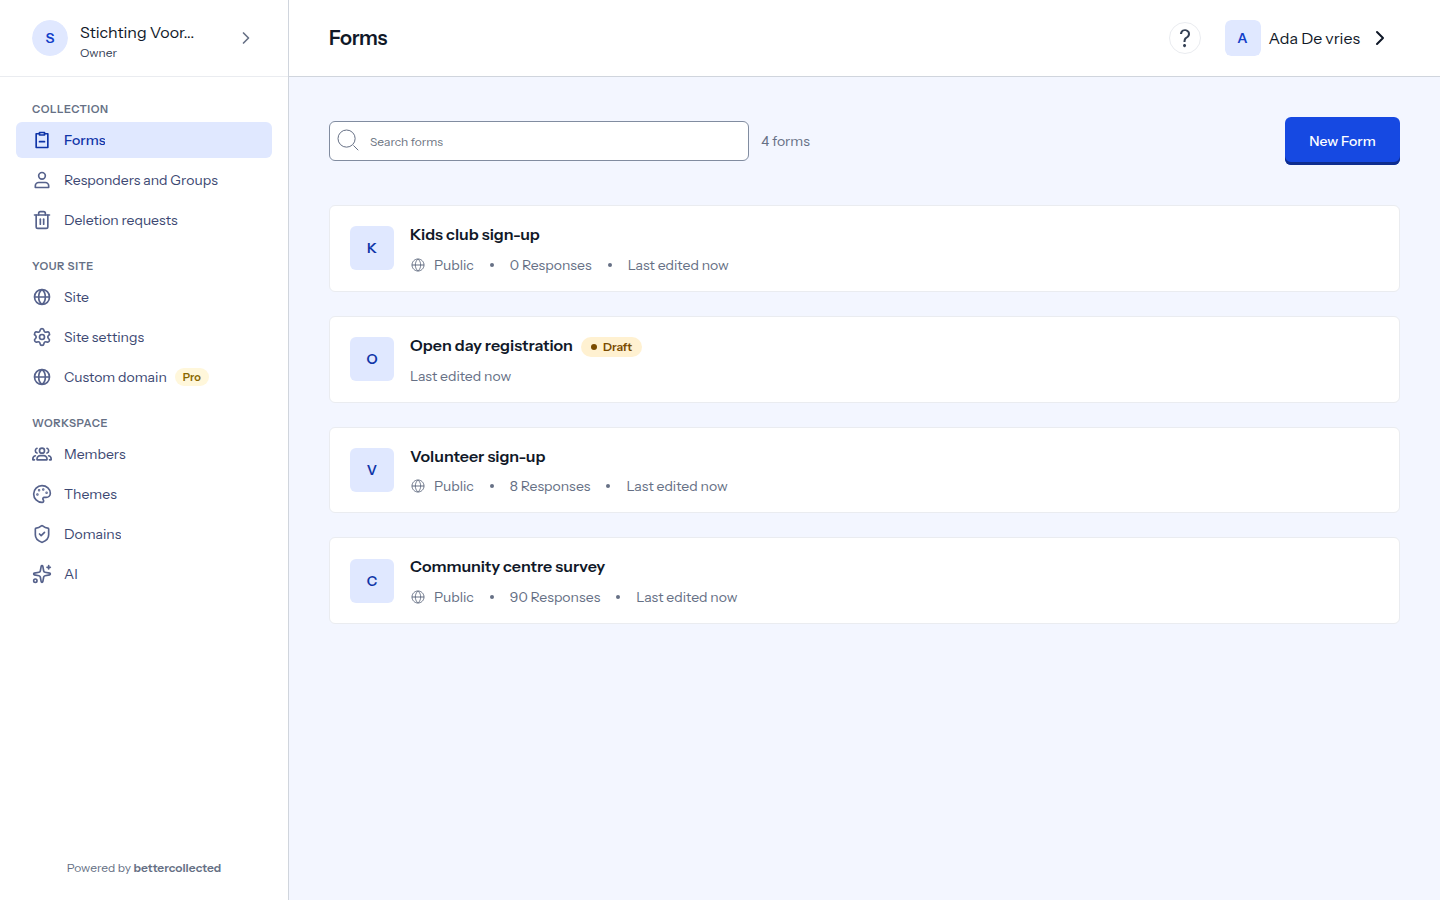 S
Stichting Voor...
Owner
COLLECTION
Forms
Responders and Groups
Deletion requests
YOUR SITE
Site
Site settings
Custom domain Pro
WORKSPACE
Members
Themes
Domains
AI
Powered by bettercollected
Forms
?
A
Ada De vries
Search forms
4 forms
New Form
K
Kids club sign-up
Public • 0 Responses • Last edited now
O
Open day registration Draft
Last edited now
V
Volunteer sign-up
Public • 8 Responses • Last edited now
C
Community centre survey
Public • 90 Responses • Last edited now